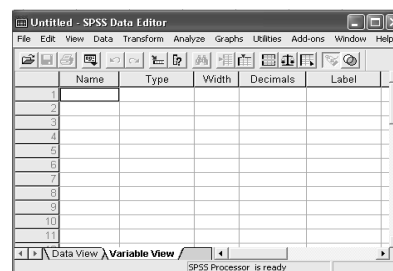 Untitled - SPSS Data Editor
File Edit View Data Transform Analyze Graphs Utilities Add-ons Window Help
Name Type Width Decimals Label
1
2
3
4
5
6
7
8
9
10
11
Data View Variable View
SPSS Processor is ready